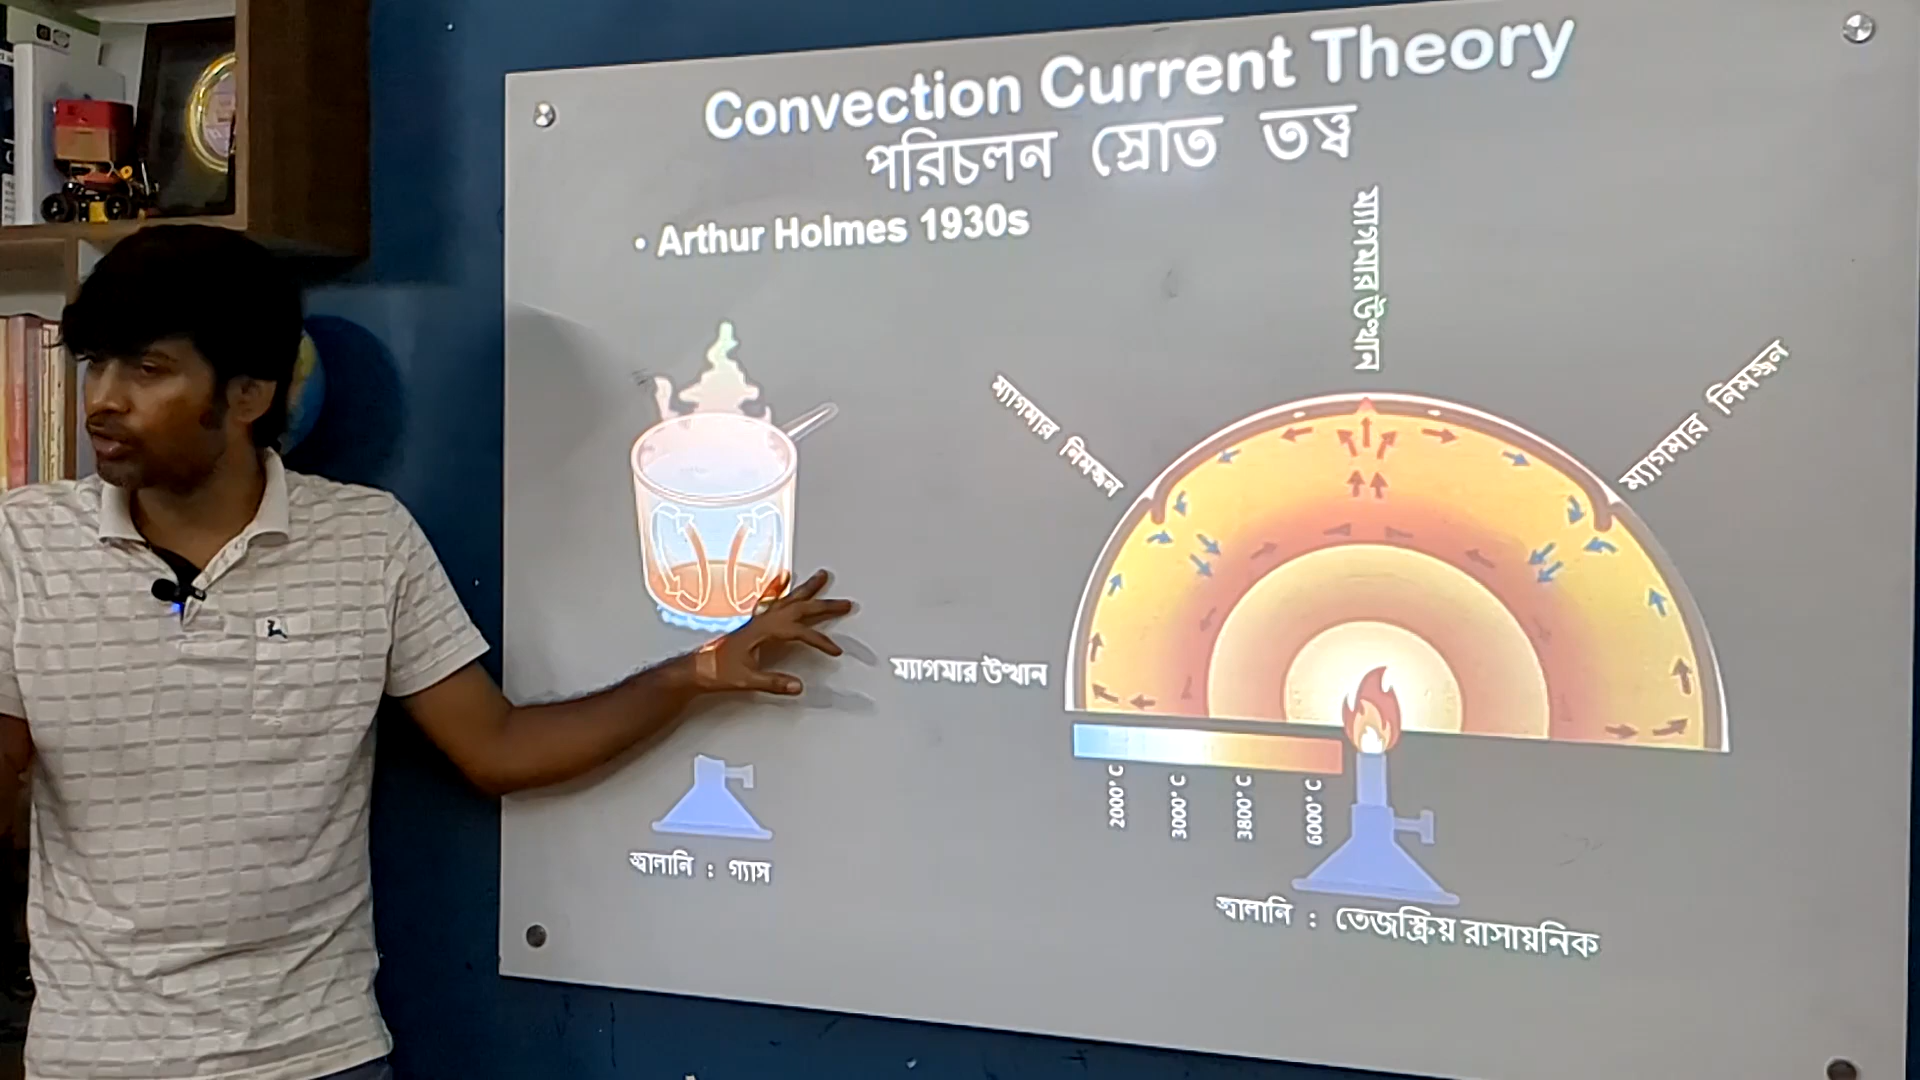 Convection Current Theory
পরিচলন স্রোত তত্ত্ব
• Arthur Holmes 1930s
ম্যাগমার উত্থান
ম্যাগমার নিমজ্জন
ম্যাগমার নিমজ্জন
ম্যাগমার উত্থান
2000°C
3000°C
3800°C
6000°C
জ্বালানি : গ্যাস
জ্বালানি : তেজস্ক্রিয় রাসায়নিক